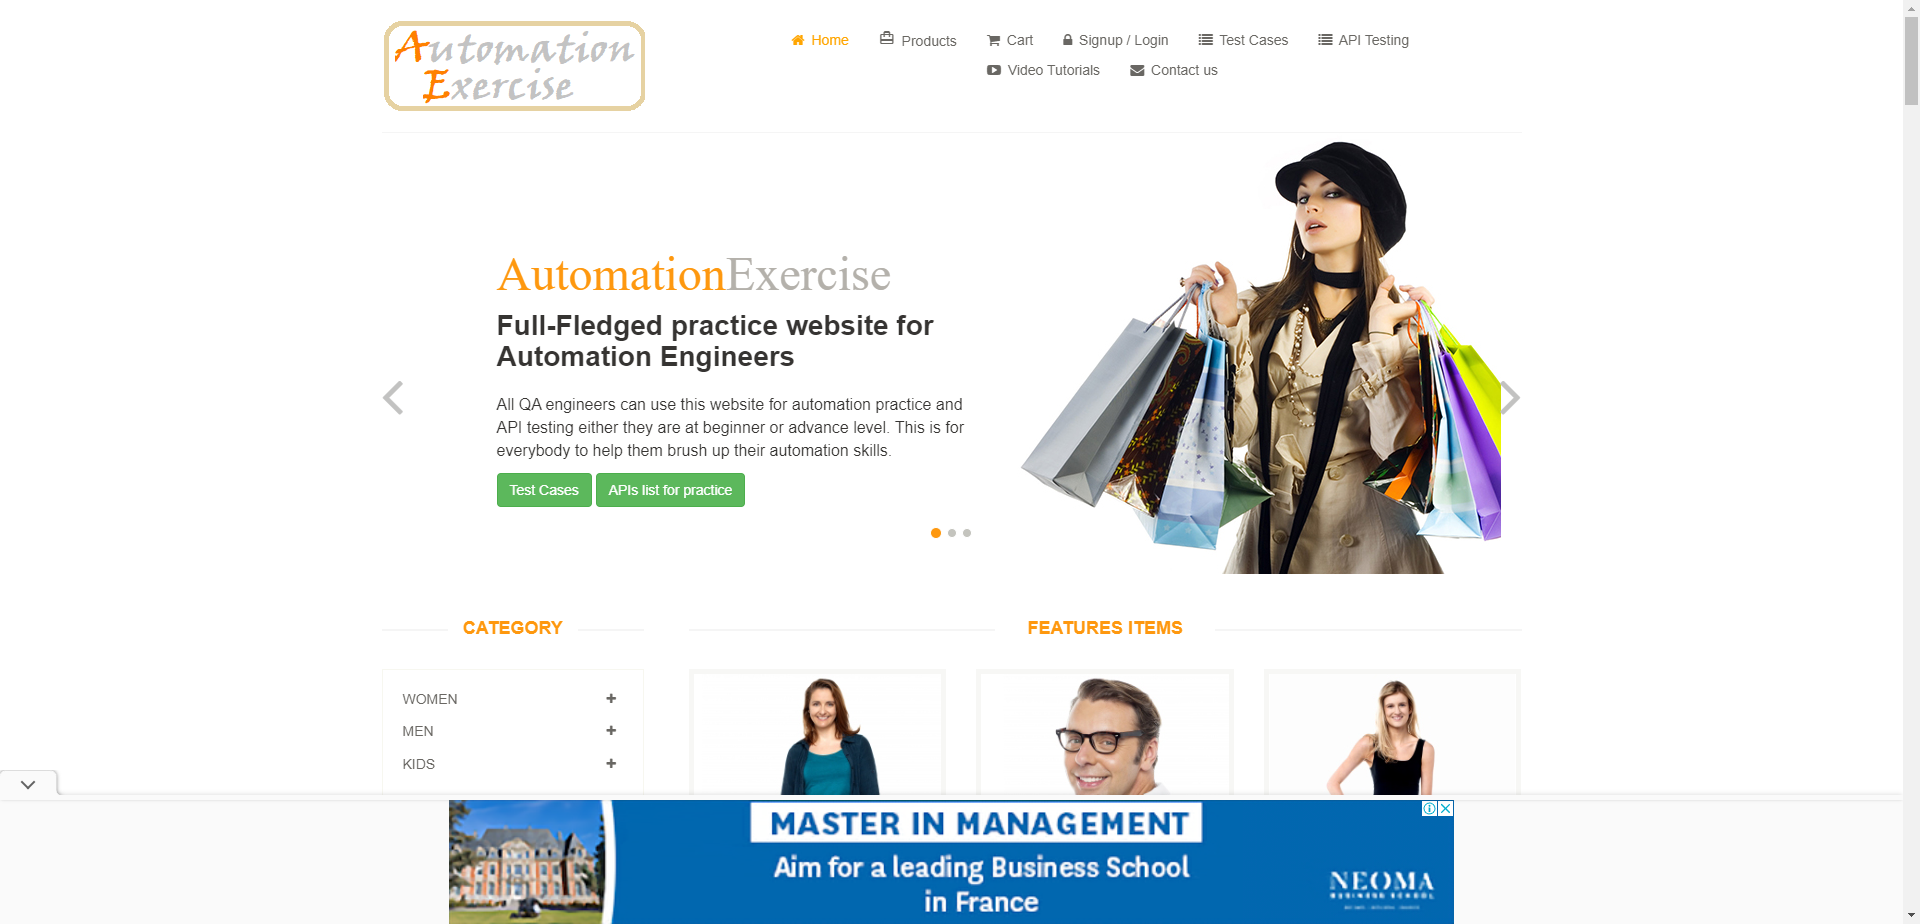 Automation
Exercise
Home
Products
Cart
Signup / Login
Test Cases
API Testing
Video Tutorials
Contact us
AutomationExercise
Full-Fledged practice website for
Automation Engineers
All QA engineers can use this website for automation practice and
API testing either they are at beginner or advance level. This is for
everybody to help them brush up their automation skills.
Test Cases
APIs list for practice
CATEGORY
FEATURES ITEMS
WOMEN
MEN
KIDS
MASTER IN MANAGEMENT
Aim for a leading Business School
in France
NEOMA
BUSINESS SCHOOL